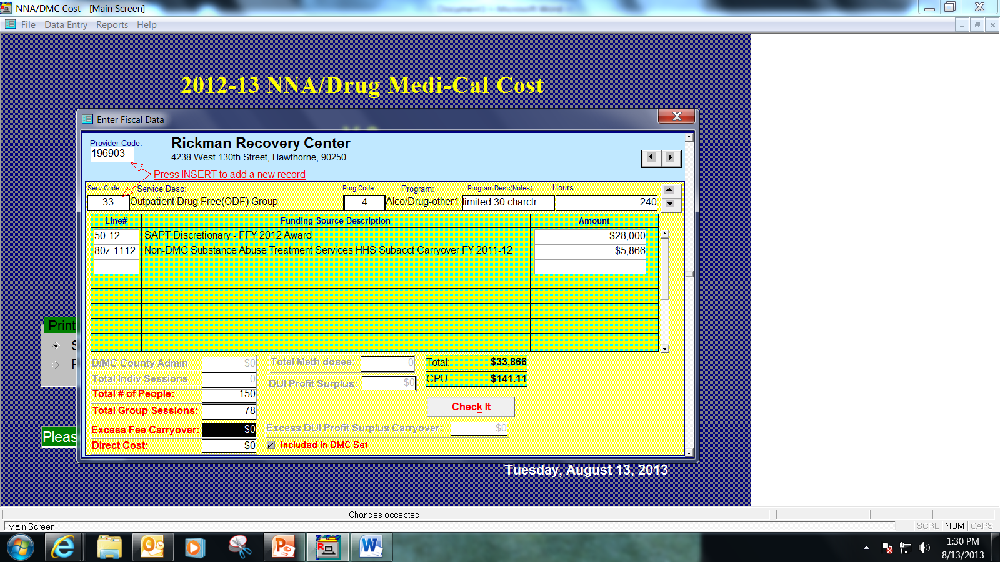 NNA/DMC Cost - [Main Screen]
File Data Entry Reports Help
2012-13 NNA/Drug Medi-Cal Cost
Enter Fiscal Data
Provider Code:
196903
Rickman Recovery Center
4238 West 130th Street, Hawthorne, 90250
Press INSERT to add a new record
Serv Code: Service Desc: Prog Code: Program: Program Desc(Notes): Hours
33 Outpatient Drug Free(ODF) Group 4 Alco/Drug-other1 limited 30 charctr 240
Line# Funding Source Description Amount
50-12 SAPT Discretionary - FFY 2012 Award $28,000
80z-1112 Non-DMC Substance Abuse Treatment Services HHS Subacct Carryover FY 2011-12 $5,866
Print
D/MC County Admin $0 Total Meth doses: 0 Total: $33,866
Total Indiv Sessions 0 DUI Profit Surplus: $0 CPU: $141.11
Total # of People: 150
Total Group Sessions: 78 Check It
Excess Fee Carryover: $0 Excess DUI Profit Surplus Carryover: $0
Pleas
Direct Cost: $0 Included In DMC Set
Tuesday, August 13, 2013
Changes accepted.
Main Screen SCRL NUM CAPS
1:30 PM
8/13/2013